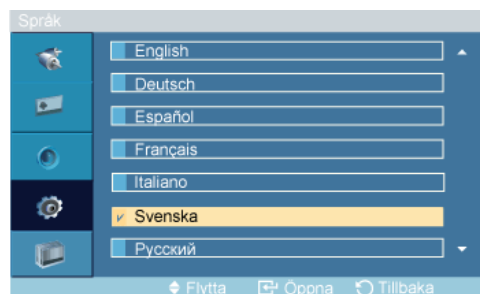 Språk
English
Deutsch
Español
Français
Italiano
Svenska
Русский
Flytta Öppna Tillbaka